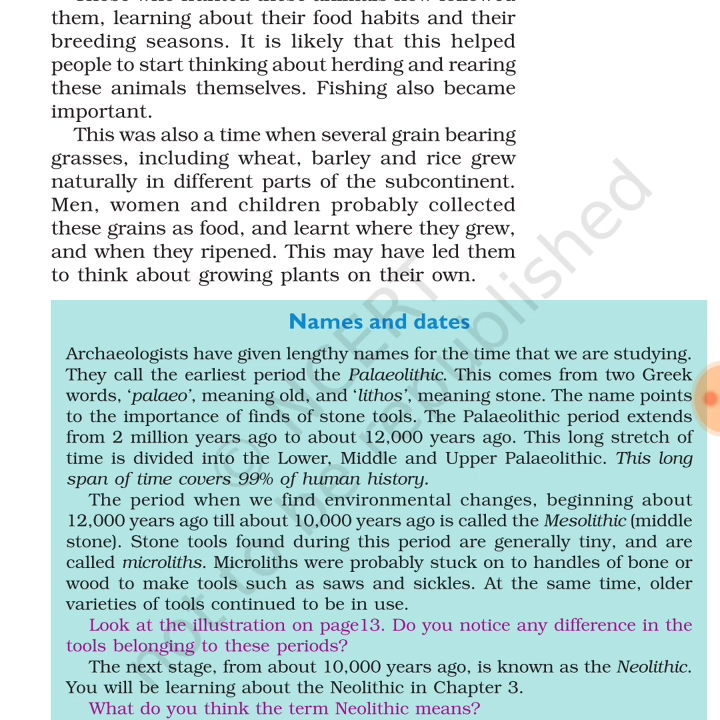 them, learning about their food habits and their
breeding seasons. It is likely that this helped
people to start thinking about herding and rearing
these animals themselves. Fishing also became
important.
This was also a time when several grain bearing
grasses, including wheat, barley and rice grew
naturally in different parts of the subcontinent.
Men, women and children probably collected
these grains as food, and learnt where they grew,
and when they ripened. This may have led them
to think about growing plants on their own.
Names and dates
Archaeologists have given lengthy names for the time that we are studying.
They call the earliest period the Palaeolithic. This comes from two Greek
words, ‘palaeo’, meaning old, and ‘lithos’, meaning stone. The name points
to the importance of finds of stone tools. The Palaeolithic period extends
from 2 million years ago to about 12,000 years ago. This long stretch of
time is divided into the Lower, Middle and Upper Palaeolithic. This long
span of time covers 99% of human history.
The period when we find environmental changes, beginning about
12,000 years ago till about 10,000 years ago is called the Mesolithic (middle
stone). Stone tools found during this period are generally tiny, and are
called microliths. Microliths were probably stuck on to handles of bone or
wood to make tools such as saws and sickles. At the same time, older
varieties of tools continued to be in use.
Look at the illustration on page13. Do you notice any difference in the
tools belonging to these periods?
The next stage, from about 10,000 years ago, is known as the Neolithic.
You will be learning about the Neolithic in Chapter 3.
What do you think the term Neolithic means?
© NCERT
not to be republished